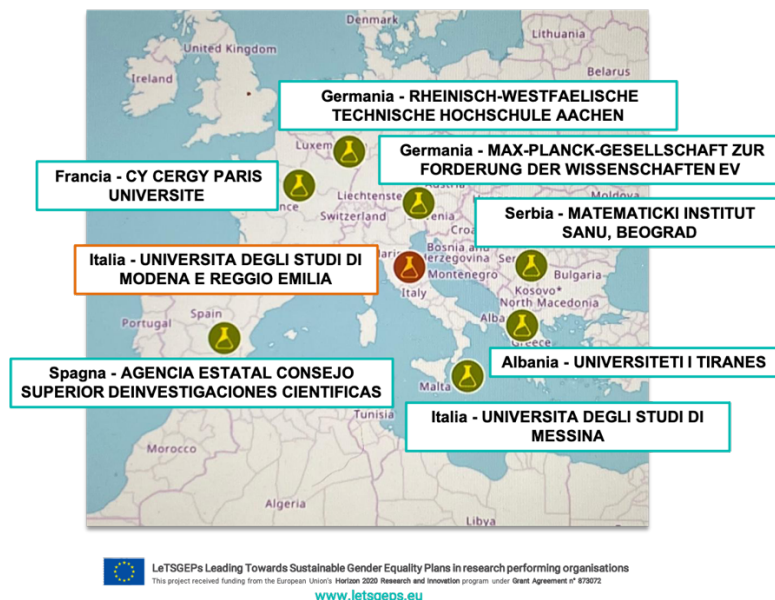 Denmark
Lithuania
United Kingdom
Ireland
Belarus
Germania - RHEINISCH-WESTFAELISCHE
TECHNISCHE HOCHSCHULE AACHEN
Luxem
Germania - MAX-PLANCK-GESELLSCHAFT ZUR
FORDERUNG DER WISSENSCHAFTEN EV
Francia - CY CERGY PARIS
UNIVERSITE
nce
Liechtenste
Austria
Moldova
Switzerland
venia
Croa
Serbia - MATEMATICKI INSTITUT
SANU, BEOGRAD
Italia - UNIVERSITA DEGLI STUDI DI
MODENA E REGGIO EMILIA
Marin
Bosnia and
Herzegovina
Ser
Montenegro
Bulgaria
Kosovo*
North Macedonia
Italy
Alba
Greece
Portugal
Spain
Spagna - AGENCIA ESTATAL CONSEJO
SUPERIOR DEINVESTIGACIONES CIENTIFICAS
Albania - UNIVERSITETI I TIRANES
Malta
Tunisia
Italia - UNIVERSITA DEGLI STUDI DI
MESSINA
Morocco
Algeria
Libya
LeTSGEPs Leading Towards Sustainable Gender Equality Plans in research performing organisations
This project received funding from the European Union's Horizon 2020 Research and Innovation program under Grant Agreement n° 873072
www.letsgeps.eu